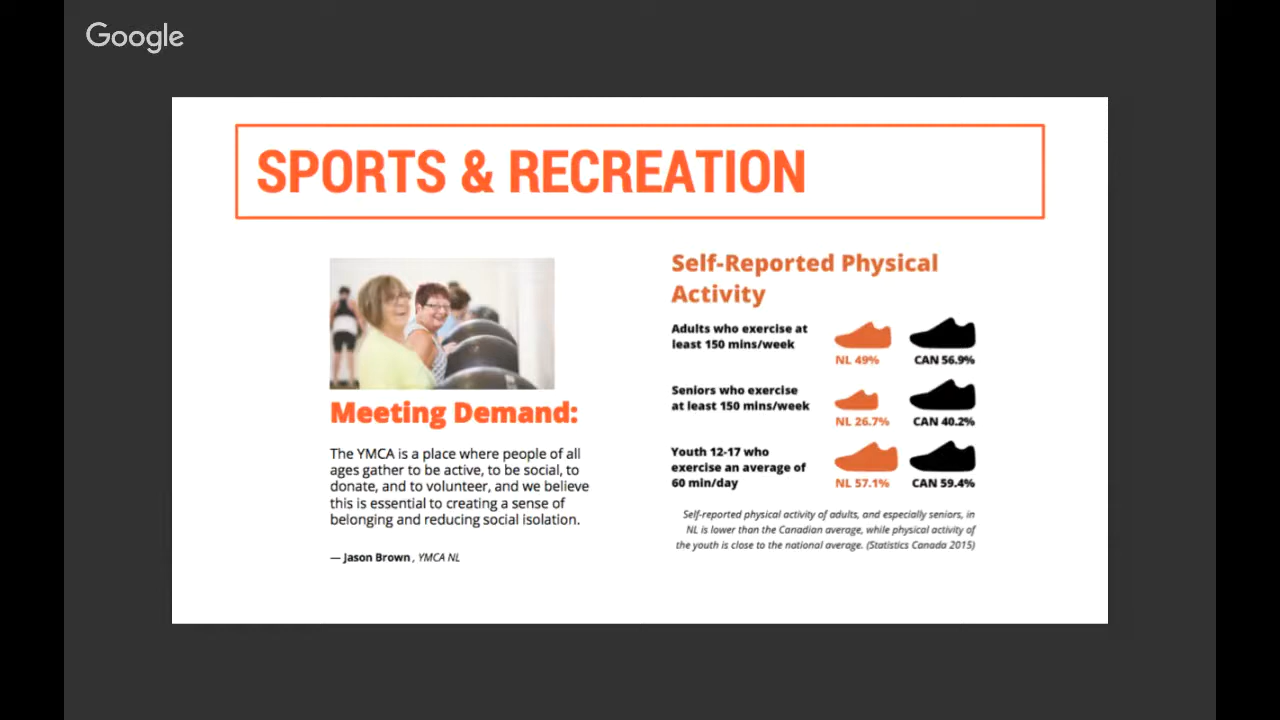 Google
SPORTS & RECREATION
Meeting Demand:
The YMCA is a place where people of all
ages gather to be active, to be social, to
donate, and to volunteer, and we believe
this is essential to creating a sense of
belonging and reducing social isolation.
— Jason Brown , YMCA NL
Self-Reported Physical
Activity
Adults who exercise at
least 150 mins/week
NL 49% CAN 56.9%
Seniors who exercise
at least 150 mins/week
NL 26.7% CAN 40.2%
Youth 12-17 who
exercise an average of
60 min/day
NL 57.1% CAN 59.4%
Self-reported physical activity of adults, and especially seniors, in
NL is lower than the Canadian average, while physical activity of
the youth is close to the national average. (Statistics Canada 2015)